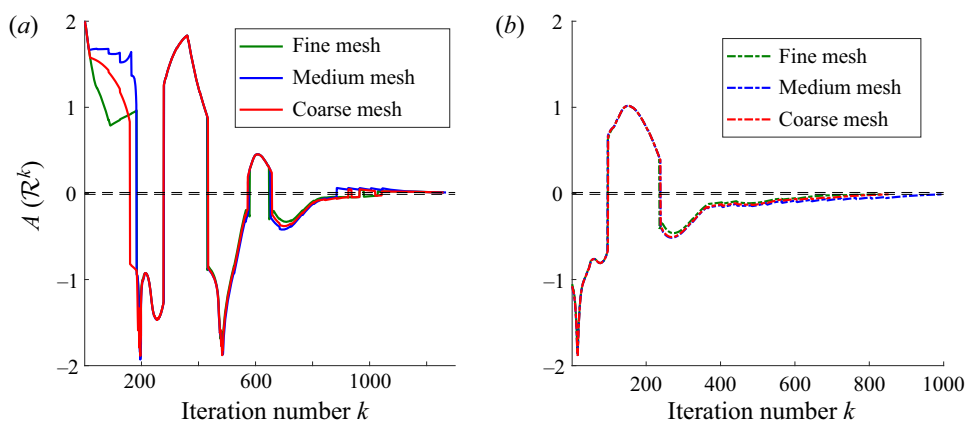 (a)
2
1
0
−1
−2
A (ℛᵏ)
Fine mesh
Medium mesh
Coarse mesh
200
600
1000
Iteration number k
(b)
2
1
0
−1
−2
Fine mesh
Medium mesh
Coarse mesh
200
400
600
800
1000
Iteration number k